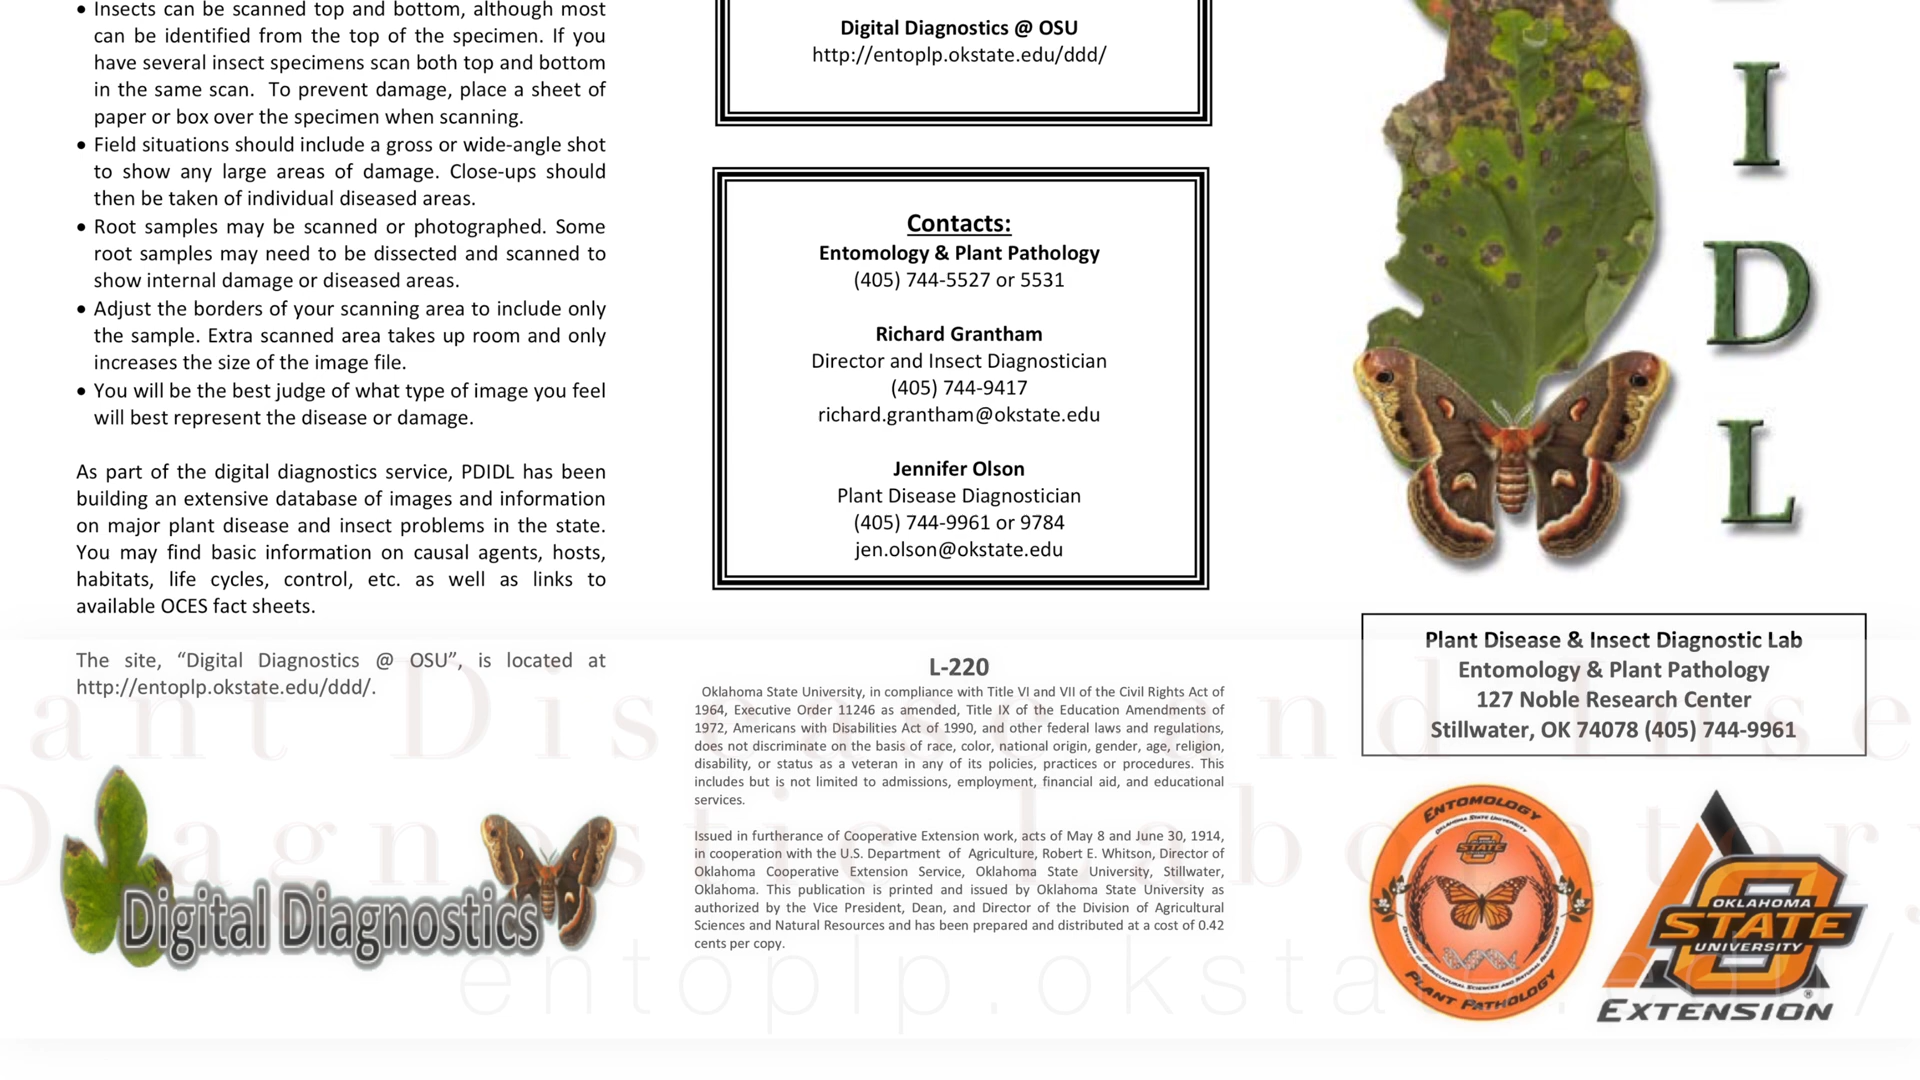 • Insects can be scanned top and bottom, although most
can be identified from the top of the specimen. If you
have several insect specimens scan both top and bottom
in the same scan. To prevent damage, place a sheet of
paper or box over the specimen when scanning.
• Field situations should include a gross or wide-angle shot
to show any large areas of damage. Close-ups should
then be taken of individual diseased areas.
• Root samples may be scanned or photographed. Some
root samples may need to be dissected and scanned to
show internal damage or diseased areas.
• Adjust the borders of your scanning area to include only
the sample. Extra scanned area takes up room and only
increases the size of the image file.
• You will be the best judge of what type of image you feel
will best represent the disease or damage.
As part of the digital diagnostics service, PDIDL has been
building an extensive database of images and information
on major plant disease and insect problems in the state.
You may find basic information on causal agents, hosts,
habitats, life cycles, control, etc. as well as links to
available OCES fact sheets.
The site, “Digital Diagnostics @ OSU”, is located at
http://entoplp.okstate.edu/ddd/.
Digital Diagnostics
Digital Diagnostics @ OSU
http://entoplp.okstate.edu/ddd/
Contacts:
Entomology & Plant Pathology
(405) 744-5527 or 5531
Richard Grantham
Director and Insect Diagnostician
(405) 744-9417
richard.grantham@okstate.edu
Jennifer Olson
Plant Disease Diagnostician
(405) 744-9961 or 9784
jen.olson@okstate.edu
L-220
Oklahoma State University, in compliance with Title VI and VII of the Civil Rights Act of
1964, Executive Order 11246 as amended, Title IX of the Education Amendments of
1972, Americans with Disabilities Act of 1990, and other federal laws and regulations,
does not discriminate on the basis of race, color, national origin, gender, age, religion,
disability, or status as a veteran in any of its policies, practices or procedures. This
includes but is not limited to admissions, employment, financial aid, and educational
services.
Issued in furtherance of Cooperative Extension work, acts of May 8 and June 30, 1914,
in cooperation with the U.S. Department of Agriculture, Robert E. Whitson, Director of
Oklahoma Cooperative Extension Service, Oklahoma State University, Stillwater,
Oklahoma. This publication is printed and issued by Oklahoma State University as
authorized by the Vice President, Dean, and Director of the Division of Agricultural
Sciences and Natural Resources and has been prepared and distributed at a cost of 0.42
cents per copy.
I
D
L
Plant Disease & Insect Diagnostic Lab
Entomology & Plant Pathology
127 Noble Research Center
Stillwater, OK 74078 (405) 744-9961
ENTOMOLOGY
OKLAHOMA STATE UNIVERSITY
STATE
DIVISION OF AGRICULTURAL SCIENCES AND NATURAL RESOURCES
PLANT PATHOLOGY
OKLAHOMA
STATE
UNIVERSITY
EXTENSION
®